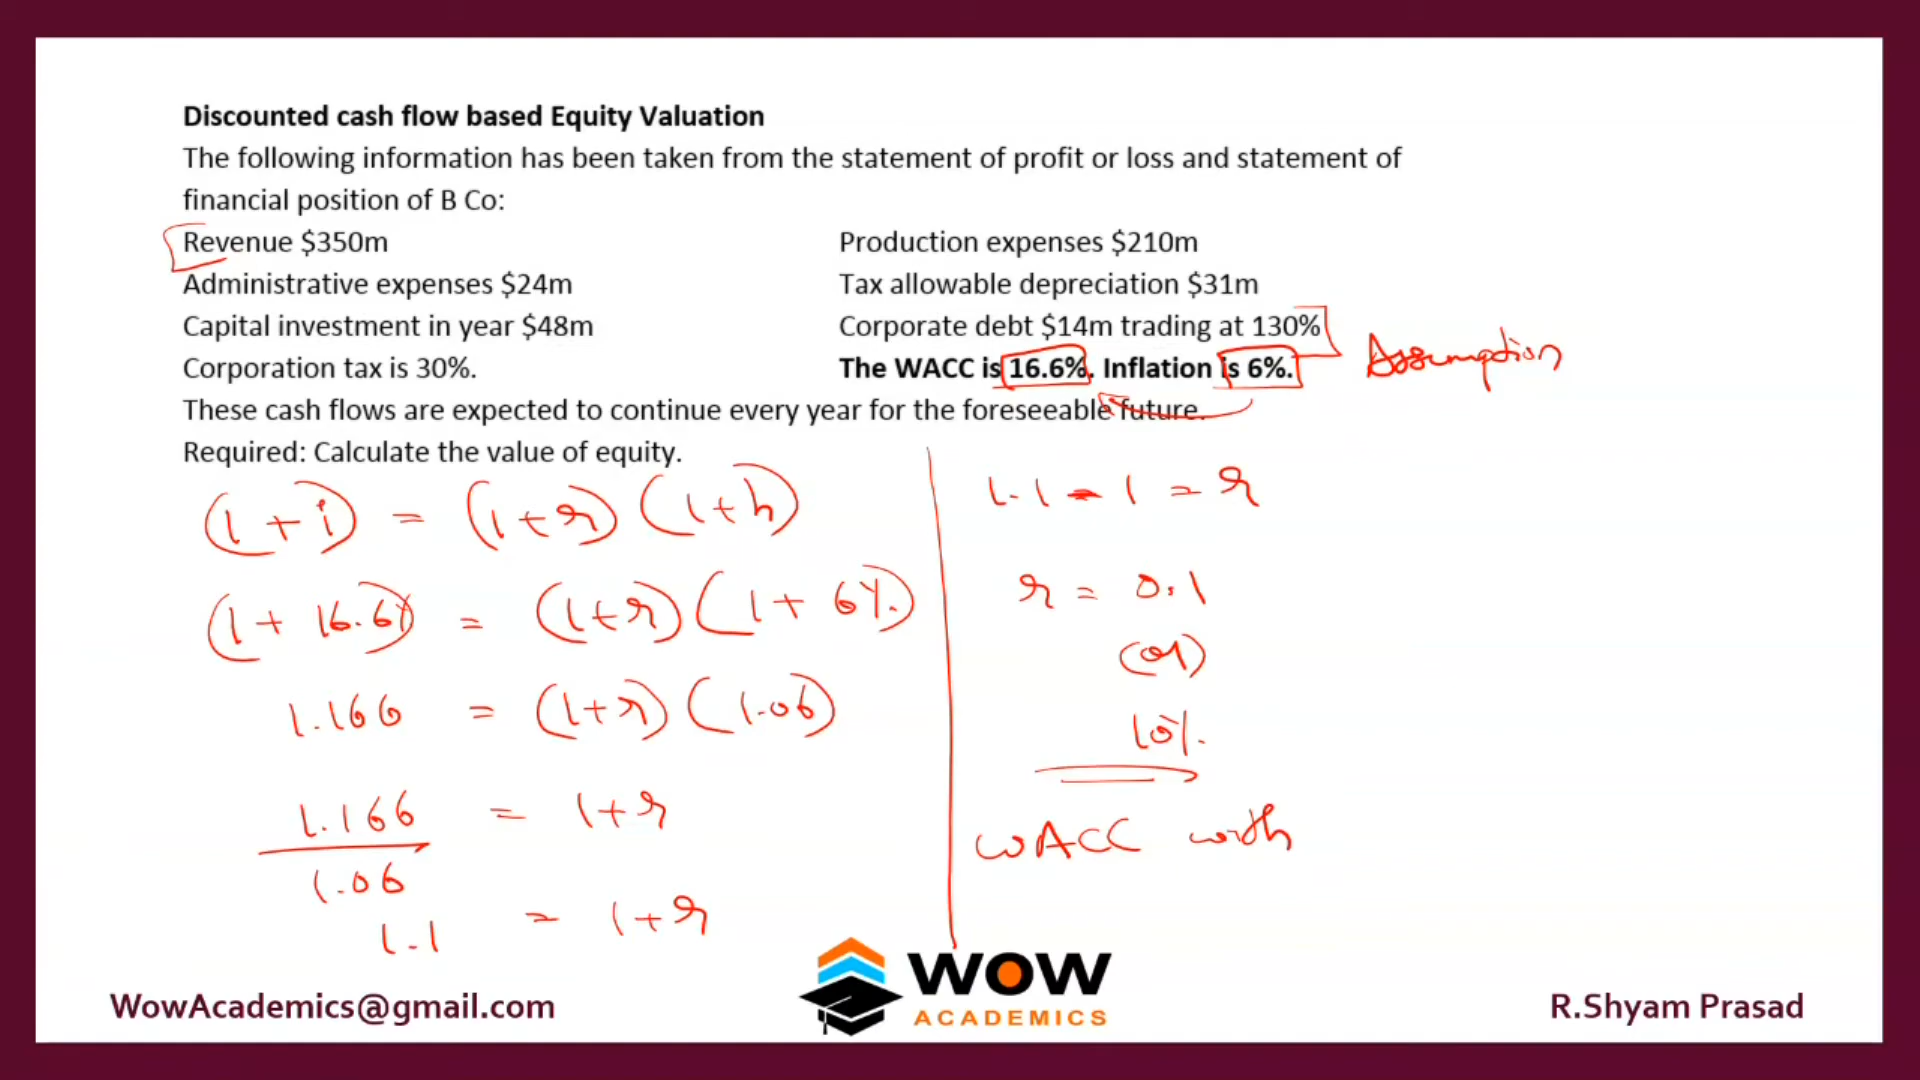 Discounted cash flow based Equity Valuation
The following information has been taken from the statement of profit or loss and statement of
financial position of B Co:
Revenue $350m
Production expenses $210m
Administrative expenses $24m
Tax allowable depreciation $31m
Capital investment in year $48m
Corporate debt $14m trading at 130%
Corporation tax is 30%.
The WACC is 16.6%. Inflation is 6%.
Assumption
These cash flows are expected to continue every year for the foreseeable future.
Required: Calculate the value of equity.
(1+i) = (1+r) (1+h)
(1+ 16.6%) = (1+r) (1+ 6%.)
1.166 = (1+r) (1.06)
1.166 = 1+r
1.06
1.1 = 1+r
1.1 - 1 = r
r = 0.1
(or)
10%.
WACC with
WOW
ACADEMICS
WowAcademics@gmail.com
R.Shyam Prasad